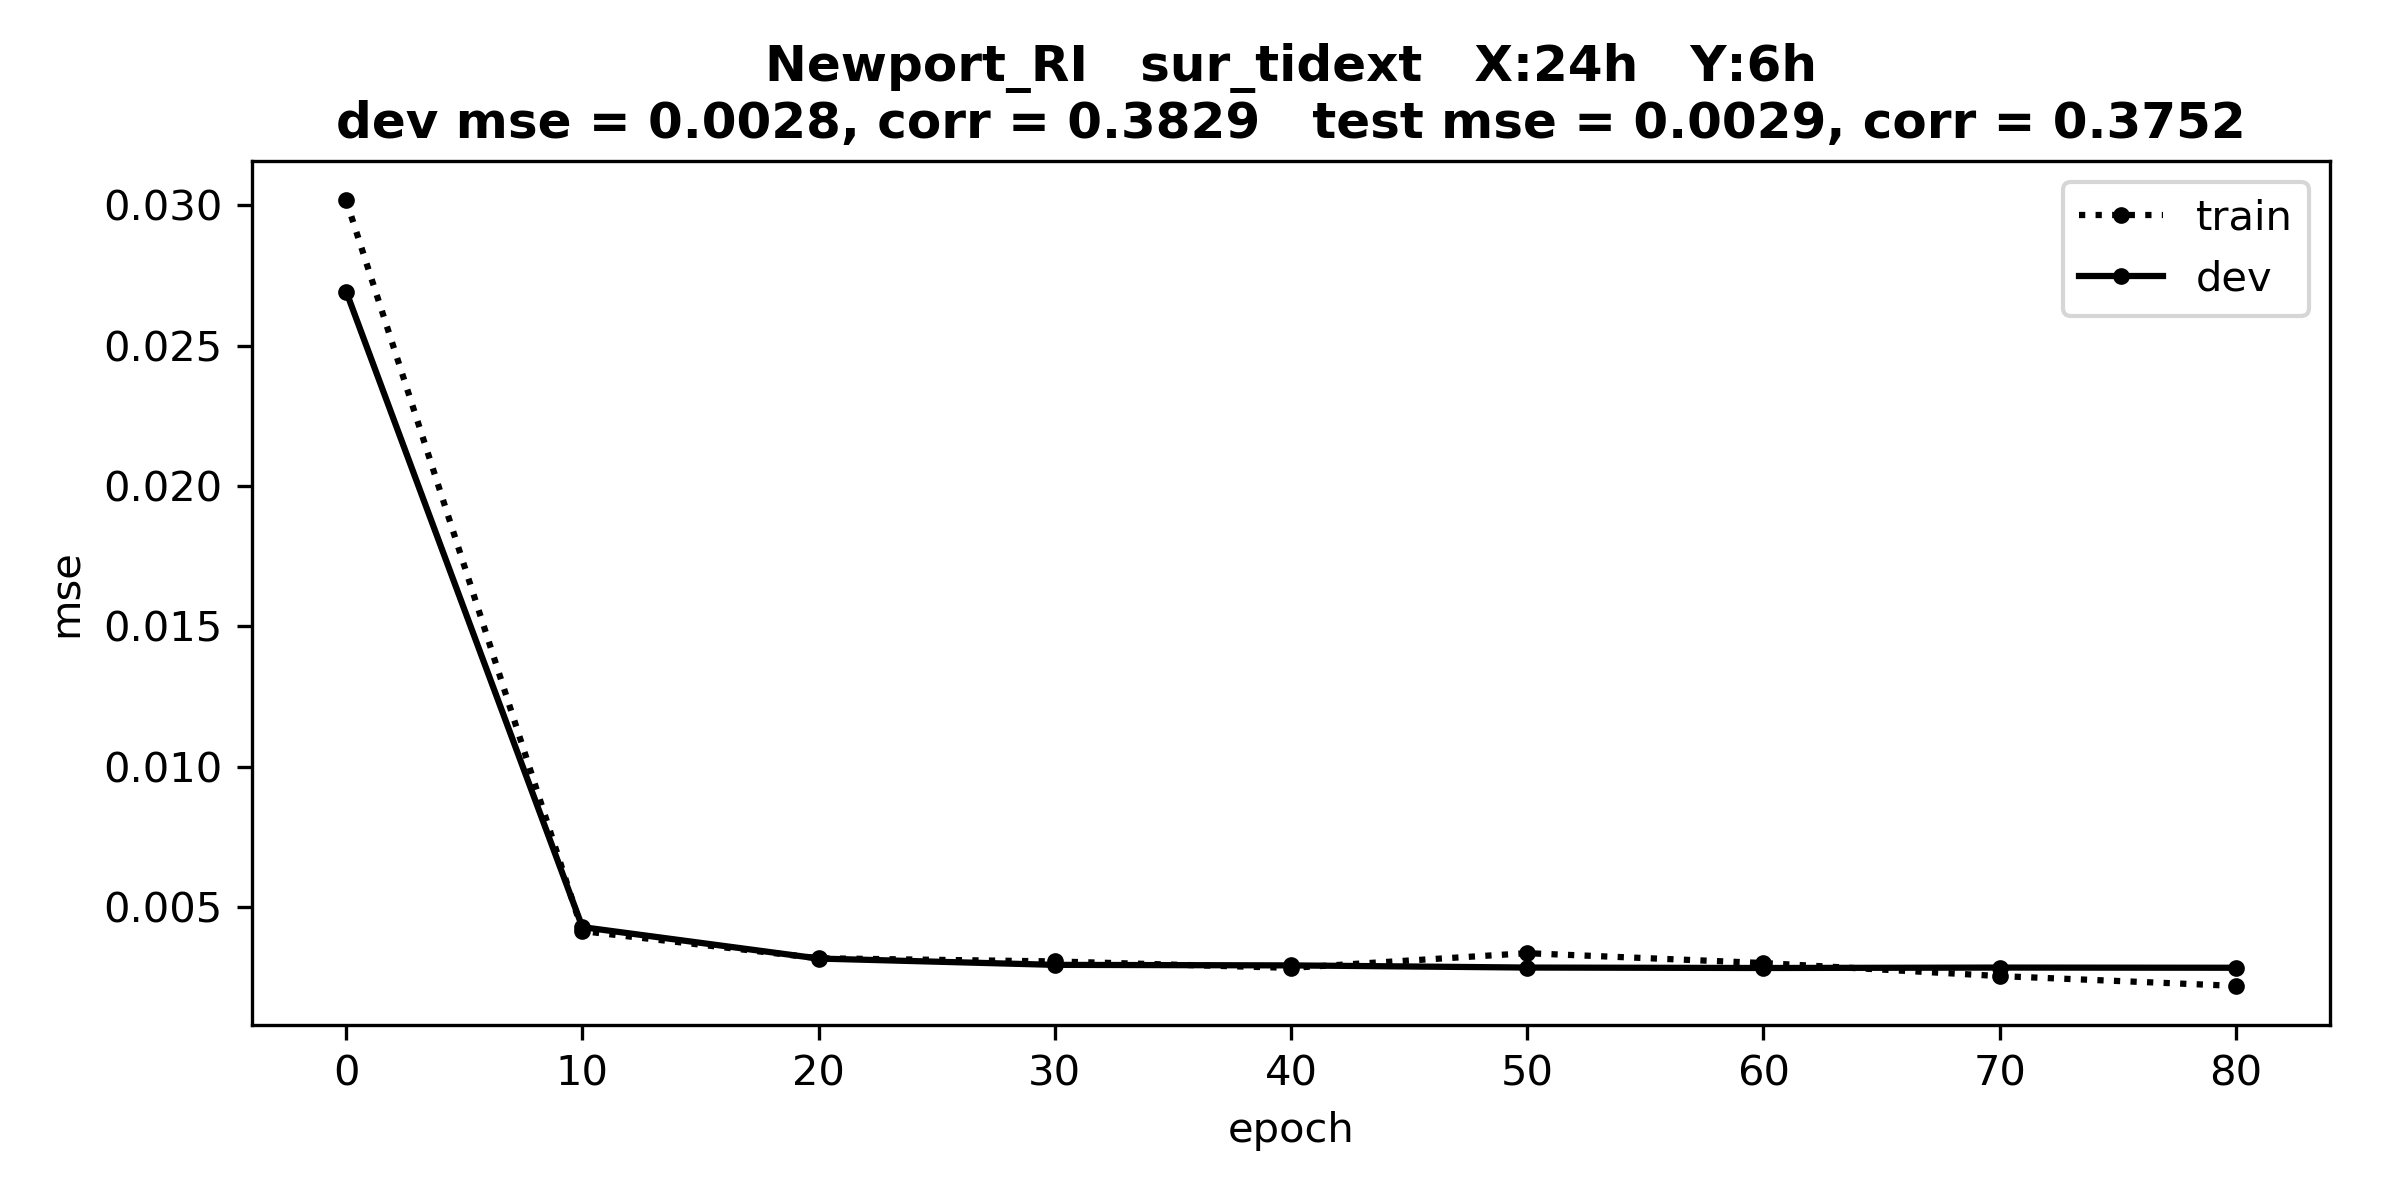 Newport_RI   sur_tidext   X:24h   Y:6h
dev mse = 0.0028, corr = 0.3829   test mse = 0.0029, corr = 0.3752
train
dev
0.030
0.025
0.020
0.015
0.010
0.005
mse
0 10 20 30 40 50 60 70 80
epoch